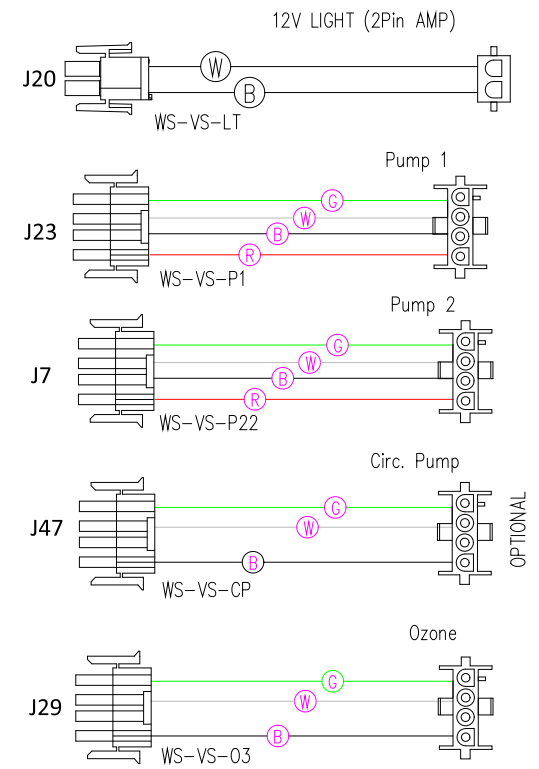 12V LIGHT (2Pin AMP)
J20
W
B
WS-VS-LT
Pump 1
J23
G
W
B
R
WS-VS-P1
Pump 2
J7
G
W
B
R
WS-VS-P22
Circ. Pump
J47
G
W
B
OPTIONAL
WS-VS-CP
Ozone
J29
G
W
B
WS-VS-03